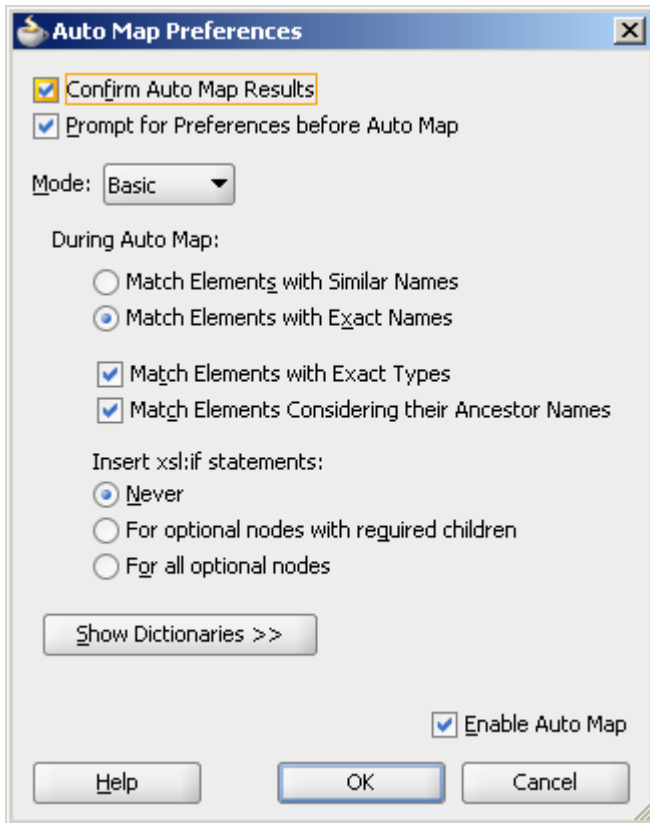 Auto Map Preferences
Confirm Auto Map Results
Prompt for Preferences before Auto Map
Mode: Basic
During Auto Map:
Match Elements with Similar Names
Match Elements with Exact Names
Match Elements with Exact Types
Match Elements Considering their Ancestor Names
Insert xsl:if statements:
Never
For optional nodes with required children
For all optional nodes
Show Dictionaries >>
Enable Auto Map
Help OK Cancel